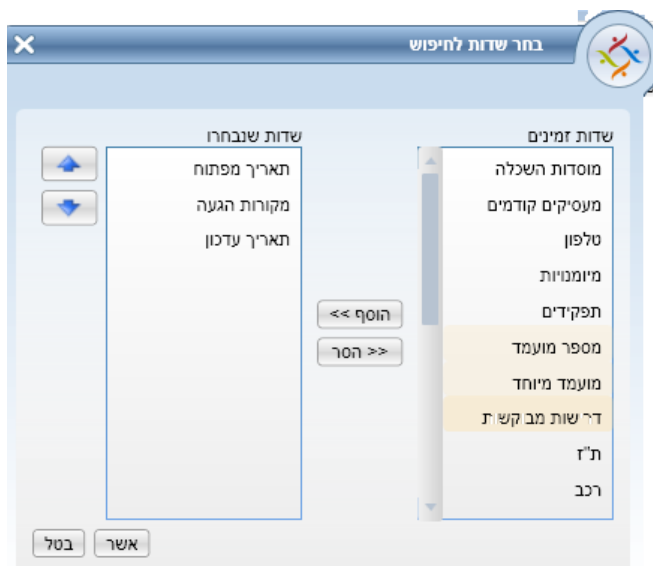 בחר שדות לחיפוש
שדות זמינים
מוסדות השכלה
מעסיקים קודמים
טלפון
מיומנויות
תפקידים
מספר מועמד
מועמד מיוחד
דרישות מבוקשות
ת"ז
רכב
הוסף >>
<< הסר
שדות שנבחרו
תאריך מפתוח
מקורות הגעה
תאריך עדכון
אשר
בטל